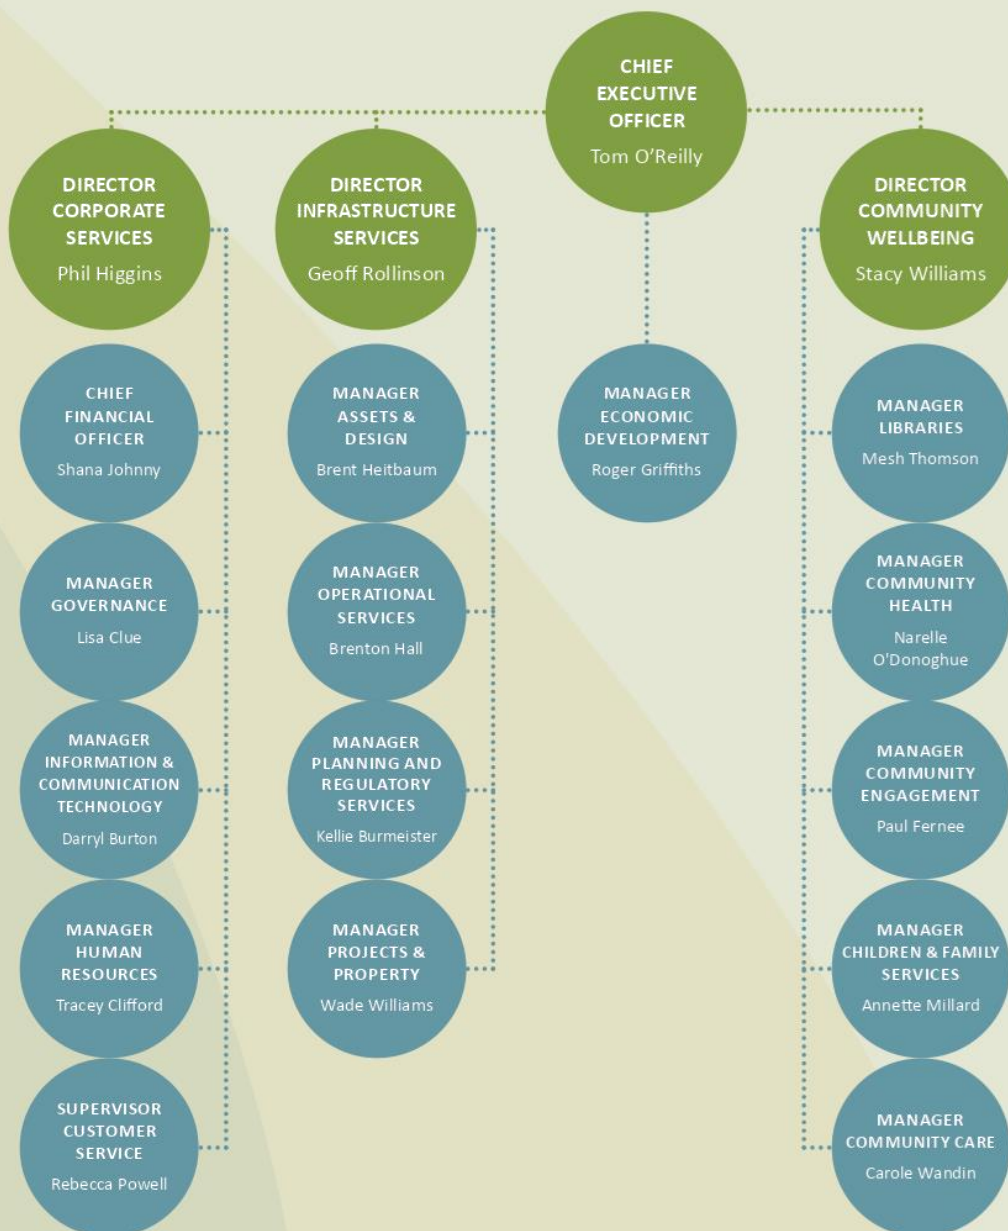 CHIEF
EXECUTIVE
OFFICER
Tom O'Reilly
DIRECTOR
CORPORATE
SERVICES
Phil Higgins
DIRECTOR
INFRASTRUCTURE
SERVICES
Geoff Rollinson
DIRECTOR
COMMUNITY
WELLBEING
Stacy Williams
CHIEF
FINANCIAL
OFFICER
Shana Johnny
MANAGER
ASSETS &
DESIGN
Brent Heitbaum
MANAGER
ECONOMIC
DEVELOPMENT
Roger Griffiths
MANAGER
LIBRARIES
Mesh Thomson
MANAGER
GOVERNANCE
Lisa Clue
MANAGER
OPERATIONAL
SERVICES
Brenton Hall
MANAGER
COMMUNITY
HEALTH
Narelle
O'Donoghue
MANAGER
INFORMATION &
COMMUNICATION
TECHNOLOGY
Darryl Burton
MANAGER
PLANNING AND
REGULATORY
SERVICES
Kellie Burmeister
MANAGER
COMMUNITY
ENGAGEMENT
Paul Fernee
MANAGER
HUMAN
RESOURCES
Tracey Clifford
MANAGER
PROJECTS &
PROPERTY
Wade Williams
MANAGER
CHILDREN & FAMILY
SERVICES
Annette Millard
SUPERVISOR
CUSTOMER
SERVICE
Rebecca Powell
MANAGER
COMMUNITY CARE
Carole Wandin